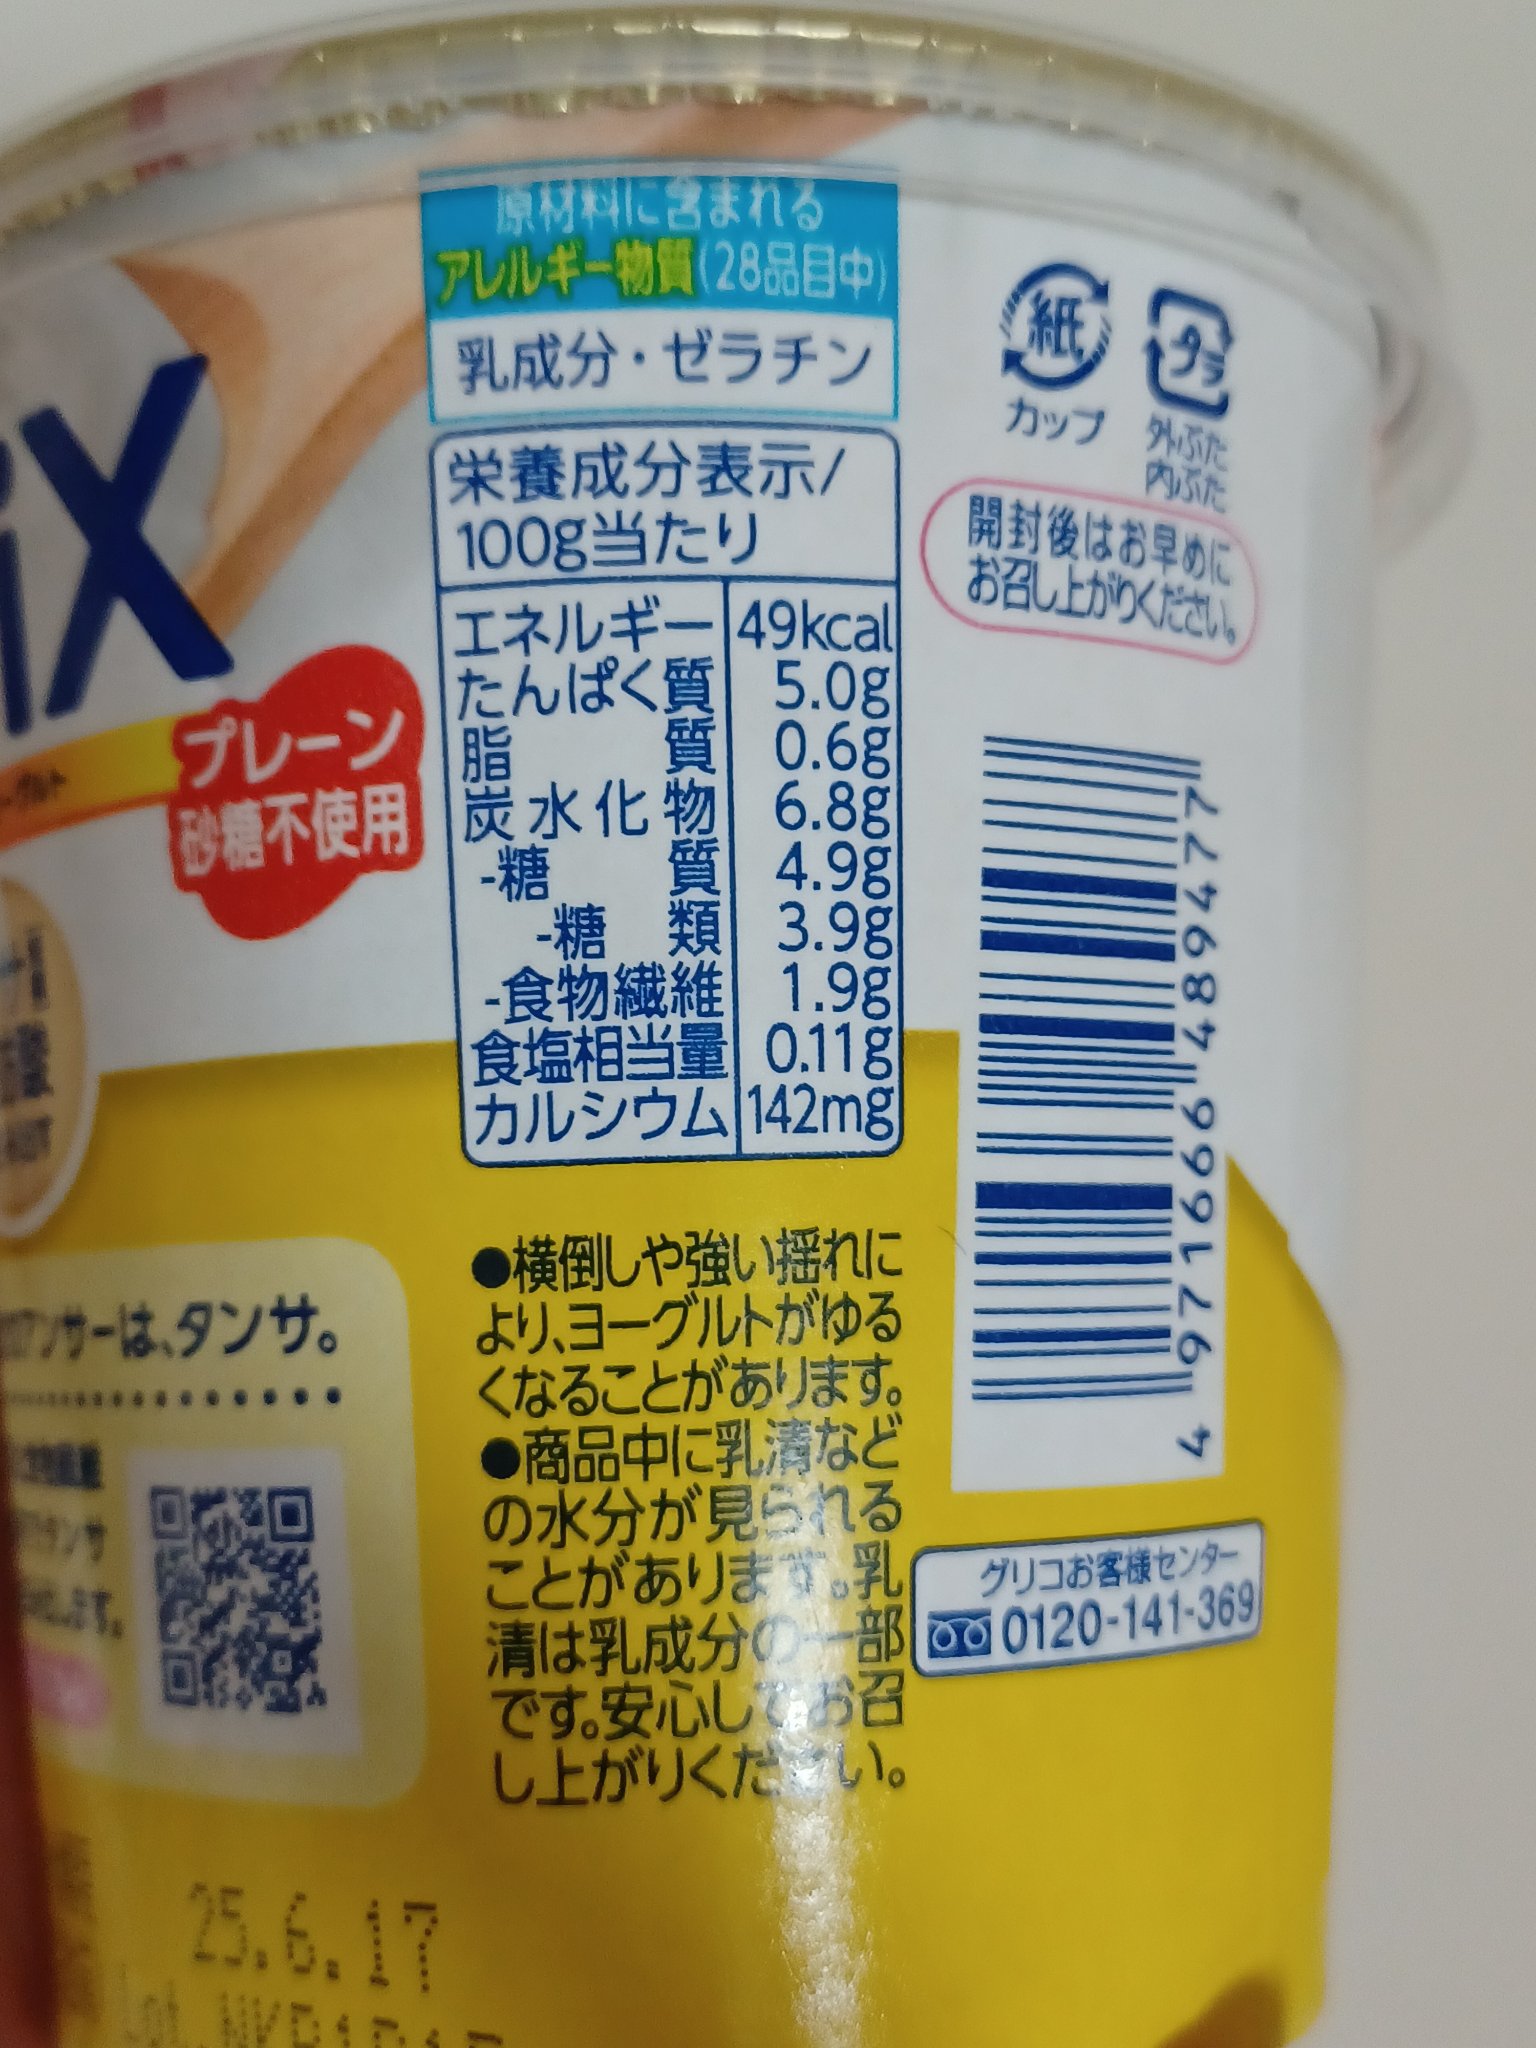 iX
プレーン
砂糖不使用
アンサーは、タンサ。
25.6.17
原材料に含まれる
アレルギー物質(28品目中)
乳成分・ゼラチン
栄養成分表示/
100g当たり
エネルギー 49kcal
たんぱく質 5.0g
脂質 0.6g
炭水化物 6.8g
-糖質 4.9g
-糖類 3.9g
-食物繊維 1.9g
食塩相当量 0.11g
カルシウム 142mg
●横倒しや強い揺れに
より、ヨーグルトがゆる
くなることがあります。
●商品中に乳清など
の水分が見られる
ことがあります。乳
清は乳成分の一部
です。安心してお召
し上がりください。
紙
カップ
プラ
外ぶた
内ぶた
開封後はお早めに
お召し上がりください。
グリコお客様センター
0120-141-369